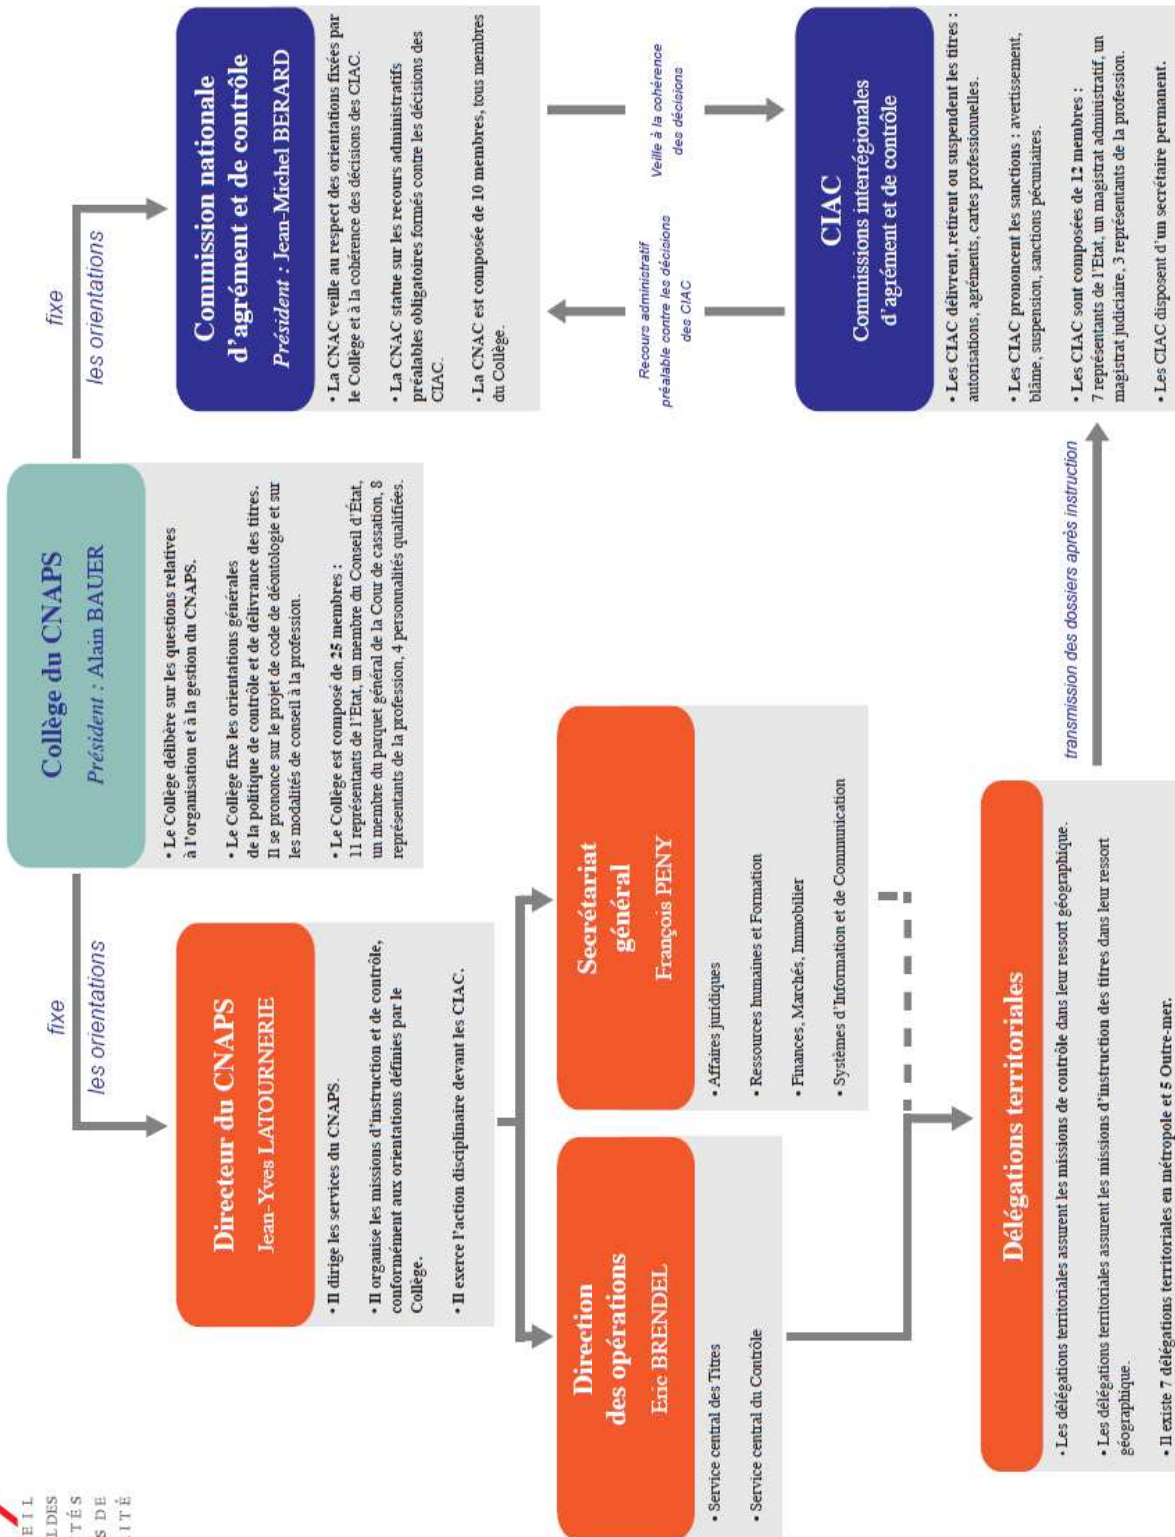 EIL
L DES
TÉS
S DE
ITÉ
Collège du CNAPS
Président : Alain BAUER
• Le Collège délibère sur les questions relatives
à l'organisation et à la gestion du CNAPS.
• Le Collège fixe les orientations générales
de la politique de contrôle et de délivrance des titres.
Il se prononce sur le projet de code de déontologie et sur
les modalités de conseil à la profession.
• Le Collège est composé de 25 membres :
11 représentants de l'Etat, un membre du Conseil d'État,
un membre du parquet général de la Cour de cassation, 8
représentants de la profession, 4 personnalités qualifiées.
fixe
les orientations
fixe
les orientations
Directeur du CNAPS
Jean-Yves LATOURNERIE
• Il dirige les services du CNAPS.
• Il organise les missions d'instruction et de contrôle,
conformément aux orientations définies par le
Collège.
• Il exerce l'action disciplinaire devant les CIAC.
Commission nationale
d'agrément et de contrôle
Président : Jean-Michel BERARD
• La CNAC veille au respect des orientations fixées par
le Collège et à la cohérence des décisions des CIAC.
• La CNAC statue sur les recours administratifs
préalables obligatoires formés contre les décisions des
CIAC.
• La CNAC est composée de 10 membres, tous membres
du Collège.
Direction
des opérations
Eric BRENDEL
• Service central des Titres
• Service central du Contrôle
Secrétariat
général
François PENY
• Affaires juridiques
• Ressources humaines et Formation
• Finances, Marchés, Immobilier
• Systèmes d'Information et de Communication
Recours administratif
préalable contre les décisions
des CIAC
Veille à la cohérence
des décisions
CIAC
Commissions interrégionales
d'agrément et de contrôle
• Les CIAC délivrent, retirent ou suspendent les titres :
autorisations, agréments, cartes professionnelles.
• Les CIAC prononcent les sanctions : avertissement,
blâme, suspension, sanctions pécuniaires.
• Les CIAC sont composées de 12 membres :
7 représentants de l'Etat, un magistrat administratif, un
magistrat judiciaire, 3 représentants de la profession.
• Les CIAC disposent d'un secrétaire permanent.
Délégations territoriales
• Les délégations territoriales assurent les missions de contrôle dans leur ressort géographique.
• Les délégations territoriales assurent les missions d'instruction des titres dans leur ressort
géographique.
• Il existe 7 délégations territoriales en métropole et 5 Outre-mer.
transmission des dossiers après instruction